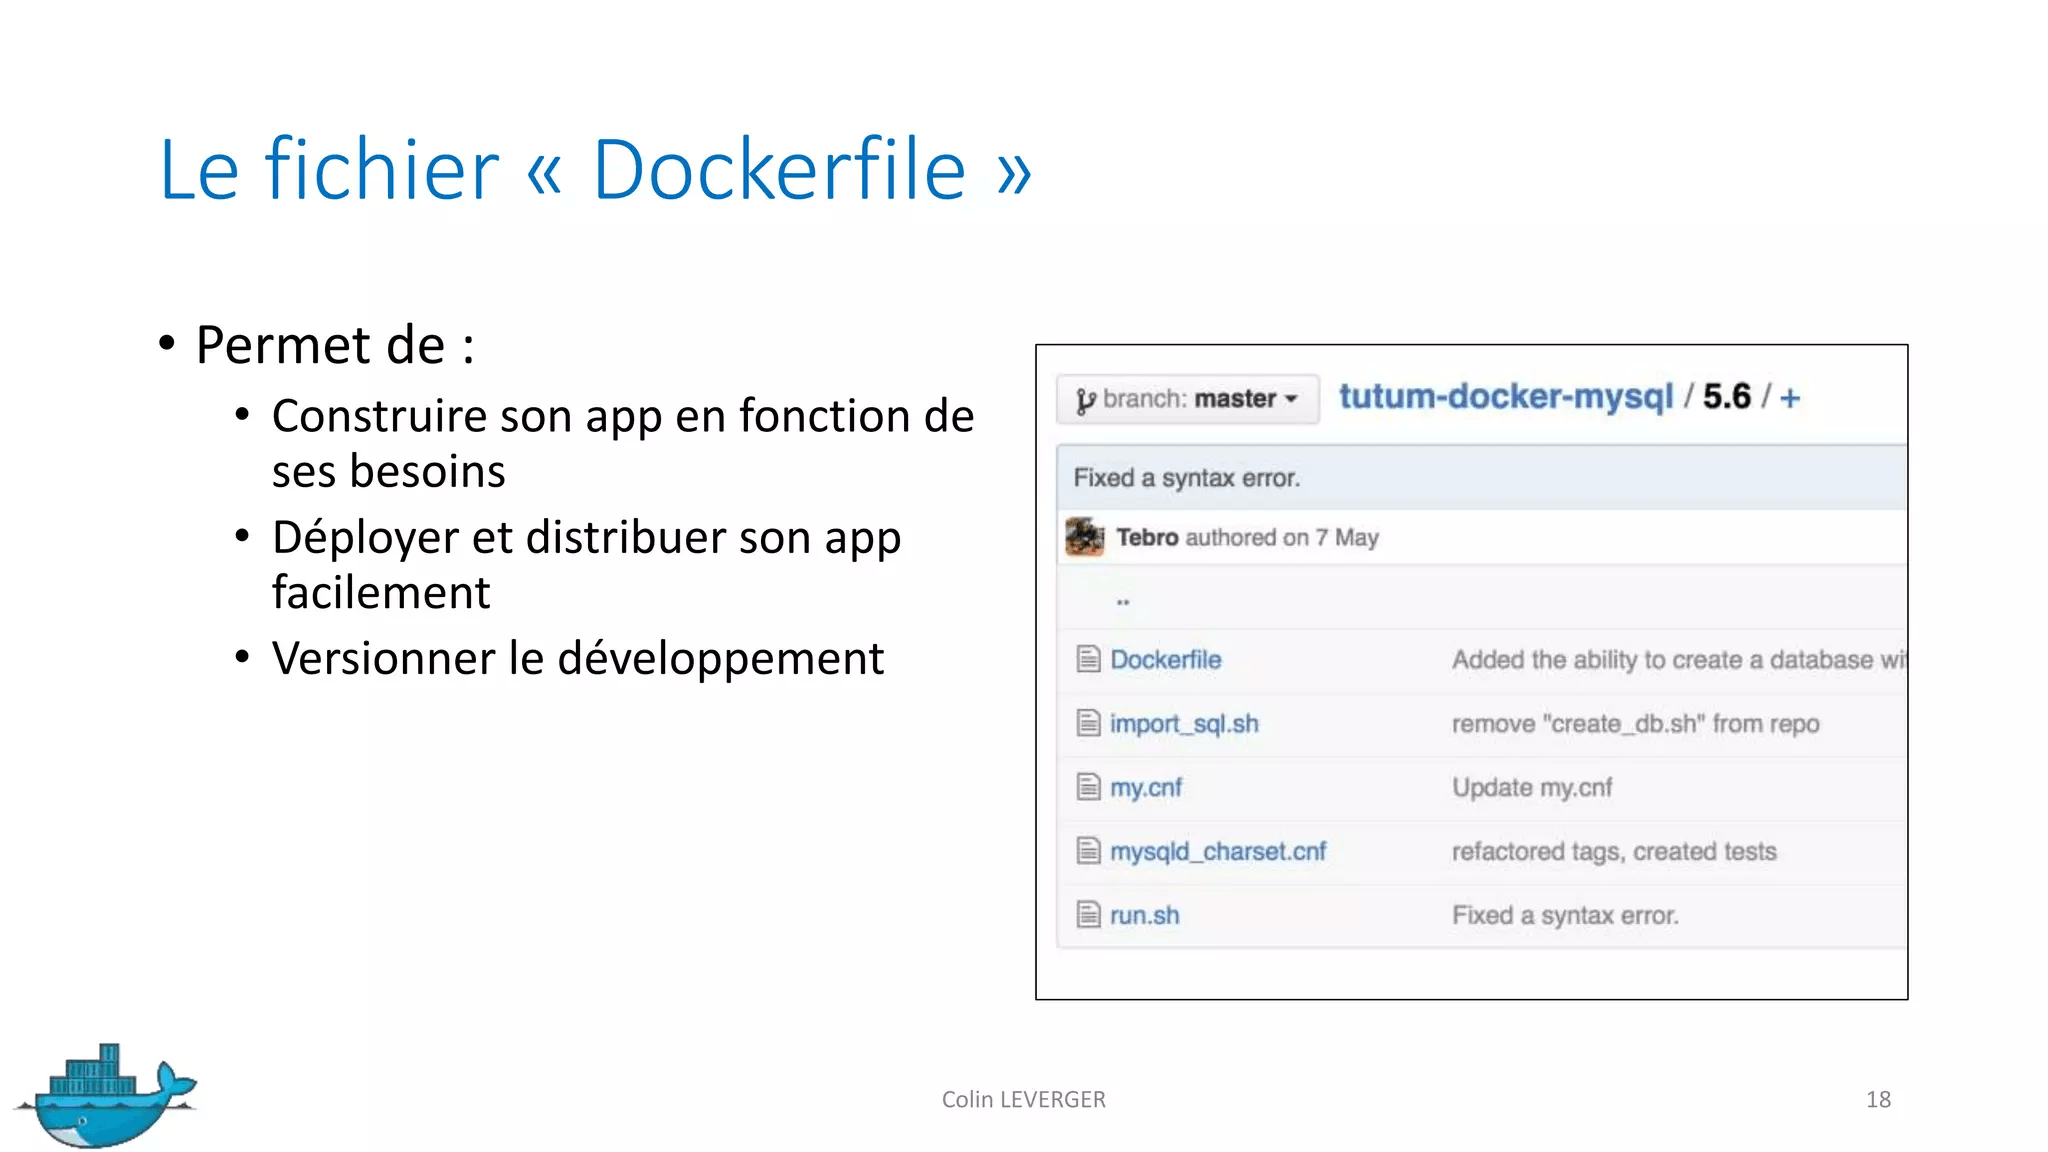 Le fichier « Dockerfile »
• Permet de :
• Construire son app en fonction de
ses besoins
• Déployer et distribuer son app
facilement
• Versionner le développement
branch: master
tutum-docker-mysql / 5.6 / +
Fixed a syntax error.
Tebro authored on 7 May
..
Dockerfile Added the ability to create a database wi
import_sql.sh remove "create_db.sh" from repo
my.cnf Update my.cnf
mysqld_charset.cnf refactored tags, created tests
run.sh Fixed a syntax error.
Colin LEVERGER
18